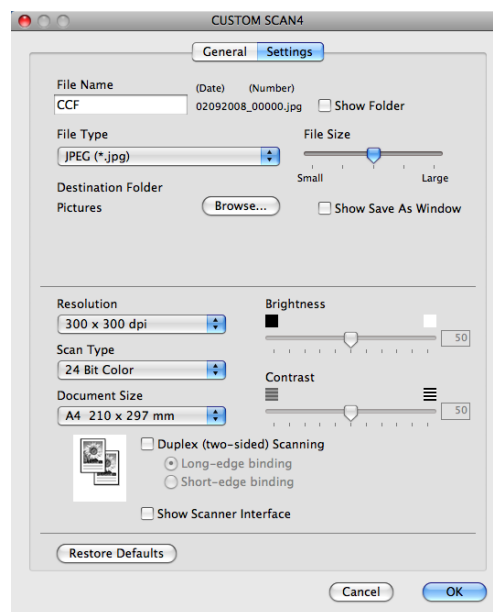 CUSTOM SCAN4
General Settings
File Name (Date) (Number)
CCF 02092008_00000.jpg Show Folder
File Type File Size
JPEG (*.jpg)
Small Large
Destination Folder
Pictures Browse... Show Save As Window
Resolution Brightness
300 x 300 dpi
50
Scan Type
24 Bit Color
Contrast
Document Size
A4 210 x 297 mm 50
Duplex (two-sided) Scanning
Long-edge binding
Short-edge binding
Show Scanner Interface
Restore Defaults
Cancel OK